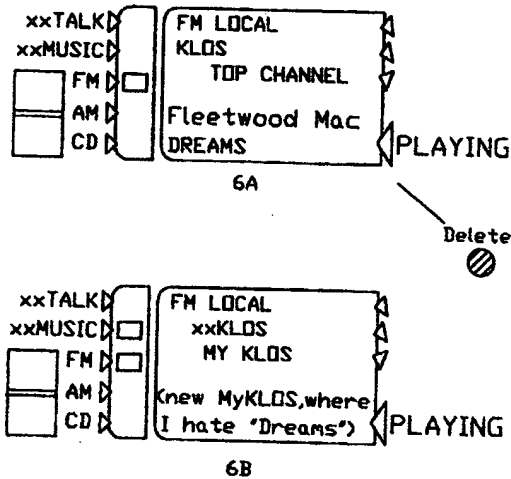 xxTALK
FM LOCAL
xxMUSIC
KLOS
FM
TOP CHANNEL
AM
Fleetwood Mac
CD
DREAMS
PLAYING
6A
Delete
xxTALK
FM LOCAL
xxMUSIC
xxKLOS
FM
MY KLOS
AM
(new MyKLOS,where
CD
I hate "Dreams")
PLAYING
6B